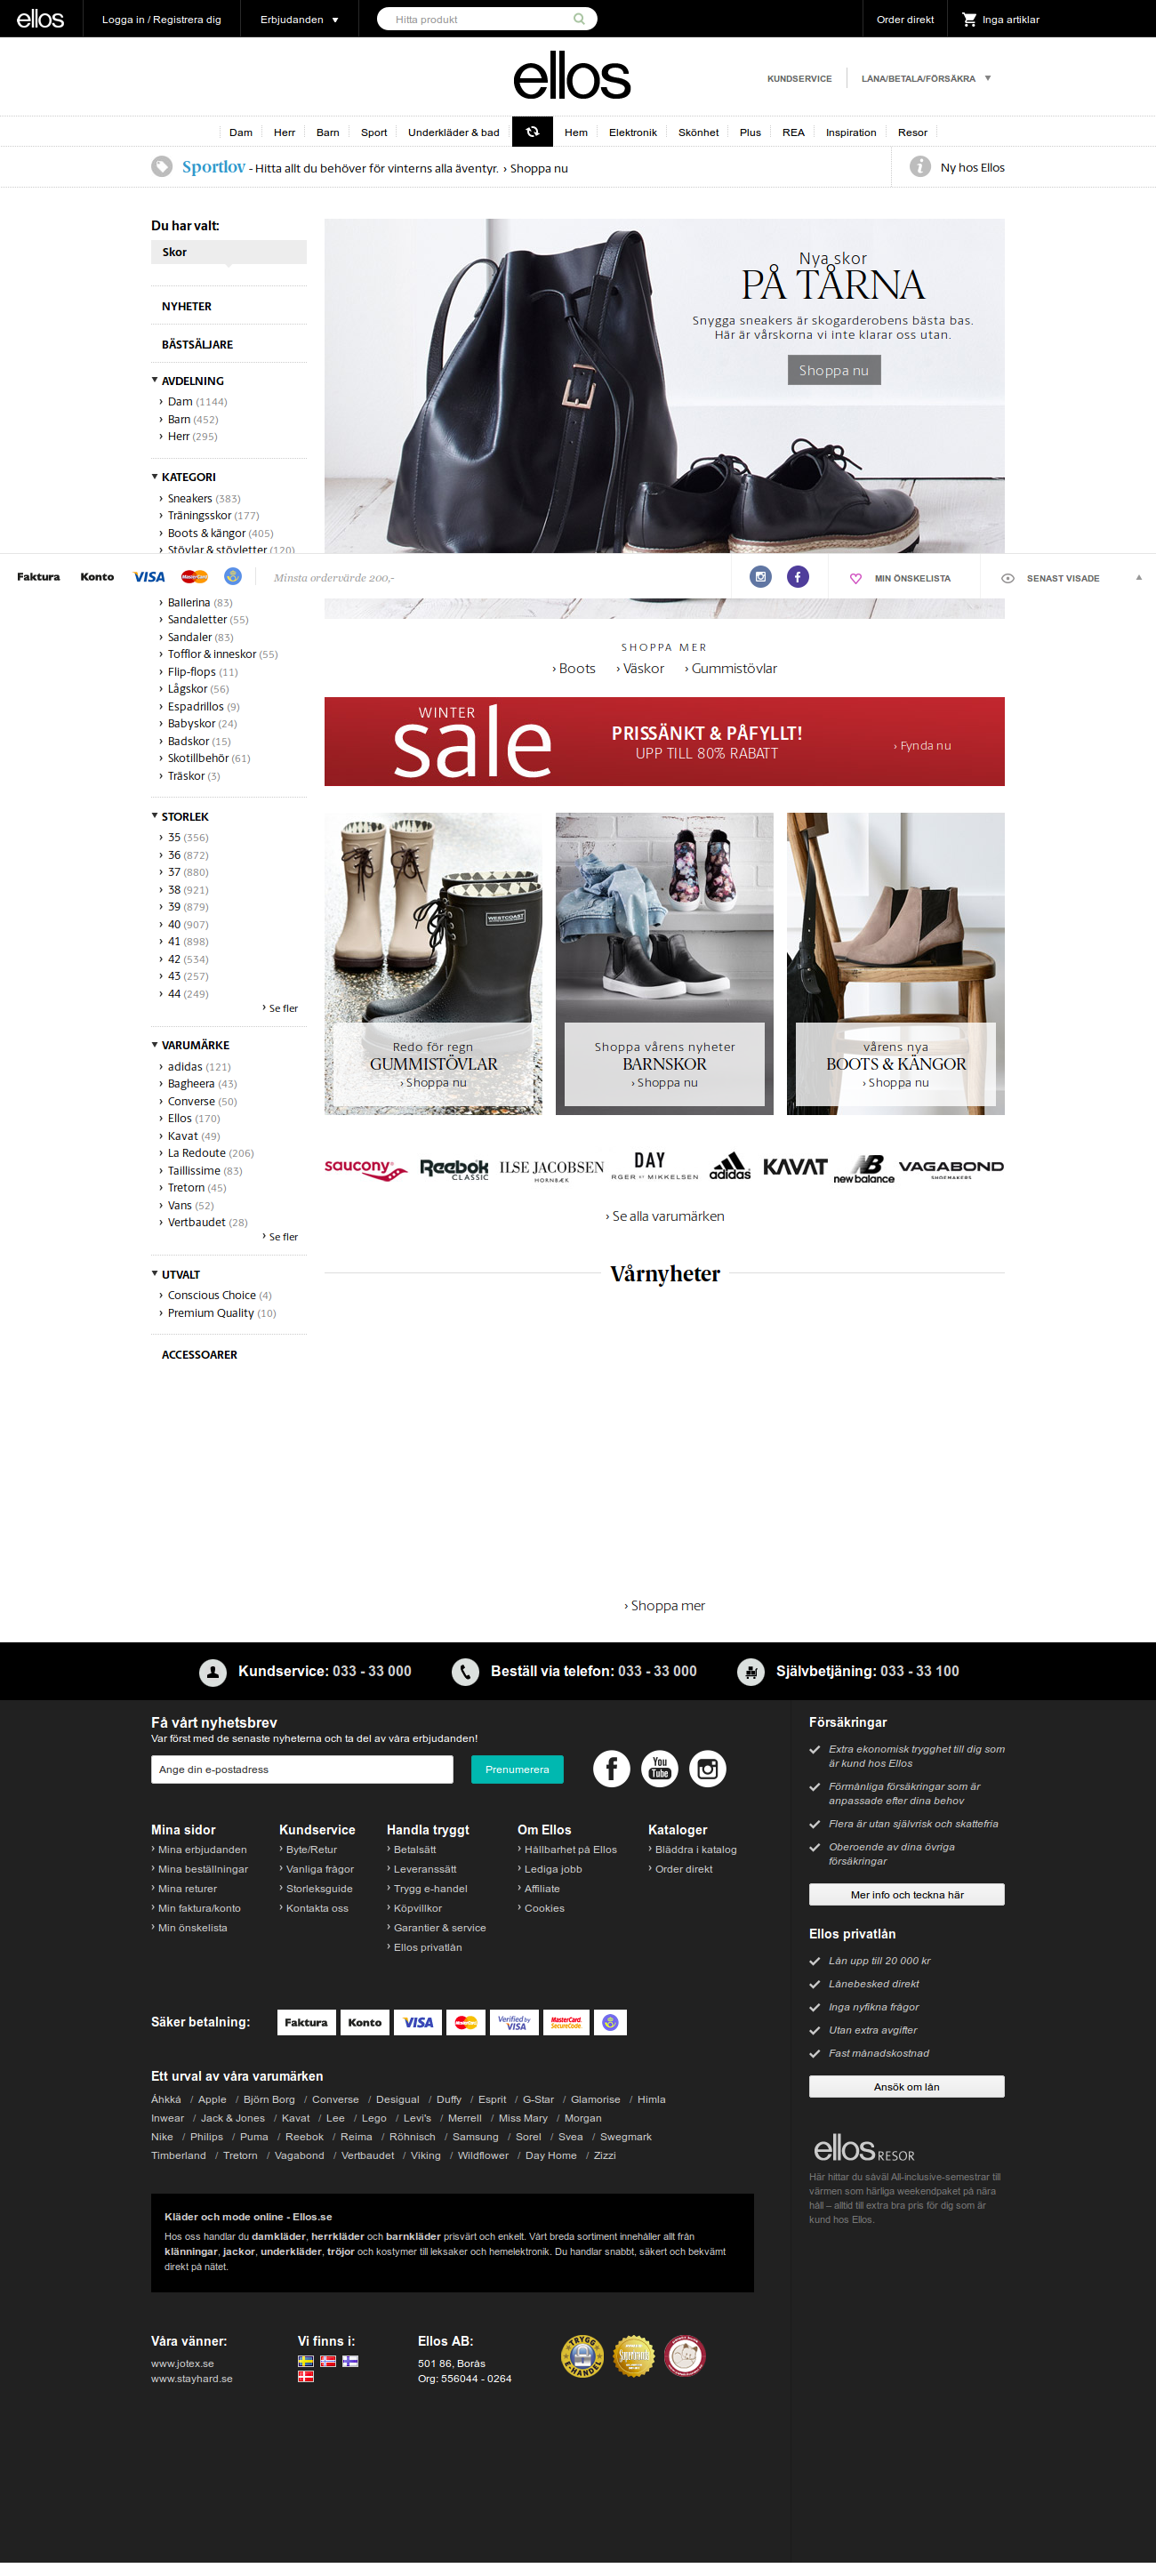 ellos Logga in / Registrera dig Erbjudanden Hitta produkt Order direkt Inga artiklar
ellos
KUNDSERVICE LÅNA/BETALA/FÖRSÄKRA
Dam Herr Barn Sport Underkläder & bad Hem Elektronik Skönhet Plus REA Inspiration Resor
Sportlov - Hitta allt du behöver för vinterns alla äventyr. › Shoppa nu
Ny hos Ellos
Du har valt:
Skor
NYHETER
BÄSTSÄLJARE
AVDELNING
› Dam (1144)
› Barn (452)
› Herr (295)
KATEGORI
› Sneakers (383)
› Träningsskor (177)
› Boots & kängor (405)
› Stövlar & stövletter (120)
Nya skor
PÅ TÅRNA
Snygga sneakers är skogarderobens bästa bas.
Här är vårskorna vi inte klarar oss utan.
Shoppa nu
Faktura Konto VISA MasterCard Minsta ordervärde 200,- MIN ÖNSKELISTA SENAST VISADE
› Ballerina (83)
› Sandaletter (55)
› Sandaler (83)
› Tofflor & inneskor (55)
› Flip-flops (11)
› Lågskor (56)
› Espadrillos (9)
› Babyskor (24)
› Badskor (15)
› Skotillbehör (61)
› Träskor (3)
STORLEK
› 35 (356)
› 36 (872)
› 37 (880)
› 38 (921)
› 39 (879)
› 40 (907)
› 41 (898)
› 42 (534)
› 43 (257)
› 44 (249)
› Se fler
VARUMÄRKE
› adidas (121)
› Bagheera (43)
› Converse (50)
› Ellos (170)
› Kavat (49)
› La Redoute (206)
› Taillissime (83)
› Tretorn (45)
› Vans (52)
› Vertbaudet (28)
› Se fler
UTVALT
› Conscious Choice (4)
› Premium Quality (10)
ACCESSOARER
SHOPPA MER
› Boots › Väskor › Gummistövlar
WINTER
sale
PRISSÄNKT & PÅFYLLT!
UPP TILL 80% RABATT
› Fynda nu
WESTCOAST
Redo för regn
GUMMISTÖVLAR
› Shoppa nu
Shoppa vårens nyheter
BARNSKOR
› Shoppa nu
vårens nya
BOOTS & KÄNGOR
› Shoppa nu
saucony
Reebok
CLASSIC
ILSE JACOBSEN
HORNBÆK
DAY
BIRGER ET MIKKELSEN
adidas
KAVAT
new balance
VAGABOND
SHOEMAKERS
› Se alla varumärken
Vårnyheter
› Shoppa mer
Kundservice: 033 - 33 000 Beställ via telefon: 033 - 33 000 Självbetjäning: 033 - 33 100
Få vårt nyhetsbrev
Var först med de senaste nyheterna och ta del av våra erbjudanden!
Ange din e-postadress Prenumerera You Tube
Mina sidor
› Mina erbjudanden
› Mina beställningar
› Mina returer
› Min faktura/konto
› Min önskelista
Kundservice
› Byte/Retur
› Vanliga frågor
› Storleksguide
› Kontakta oss
Handla tryggt
› Betalsätt
› Leveranssätt
› Trygg e-handel
› Köpvillkor
› Garantier & service
› Ellos privatlån
Om Ellos
› Hållbarhet på Ellos
› Lediga jobb
› Affiliate
› Cookies
Kataloger
› Bläddra i katalog
› Order direkt
Säker betalning: Faktura Konto VISA MasterCard Verified by VISA MasterCard SecureCode
Ett urval av våra varumärken
Åhkká / Apple / Björn Borg / Converse / Desigual / Duffy / Esprit / G-Star / Glamorise / Himla
Inwear / Jack & Jones / Kavat / Lee / Lego / Levi's / Merrell / Miss Mary / Morgan
Nike / Philips / Puma / Reebok / Reima / Röhnisch / Samsung / Sorel / Svea / Swegmark
Timberland / Tretorn / Vagabond / Vertbaudet / Viking / Wildflower / Day Home / Zizzi
Kläder och mode online - Ellos.se
Hos oss handlar du damkläder, herrkläder och barnkläder prisvärt och enkelt. Vårt breda sortiment innehåller allt från
klänningar, jackor, underkläder, tröjor och kostymer till leksaker och hemelektronik. Du handlar snabbt, säkert och bekvämt
direkt på nätet.
Våra vänner:
www.jotex.se
www.stayhard.se
Vi finns i:
Ellos AB:
501 86, Borås
Org: 556044 - 0264
TRYGG E-HANDEL
Försäkringar
Extra ekonomisk trygghet till dig som
är kund hos Ellos
Förmånliga försäkringar som är
anpassade efter dina behov
Flera är utan självrisk och skattefria
Oberoende av dina övriga
försäkringar
Mer info och teckna här
Ellos privatlån
Lån upp till 20 000 kr
Lånebesked direkt
Inga nyfikna frågor
Utan extra avgifter
Fast månadskostnad
Ansök om lån
ellos RESOR
Här hittar du såväl All-inclusive-semestrar till
värmen som härliga weekendpaket på nära
håll – alltid till extra bra pris för dig som är
kund hos Ellos.